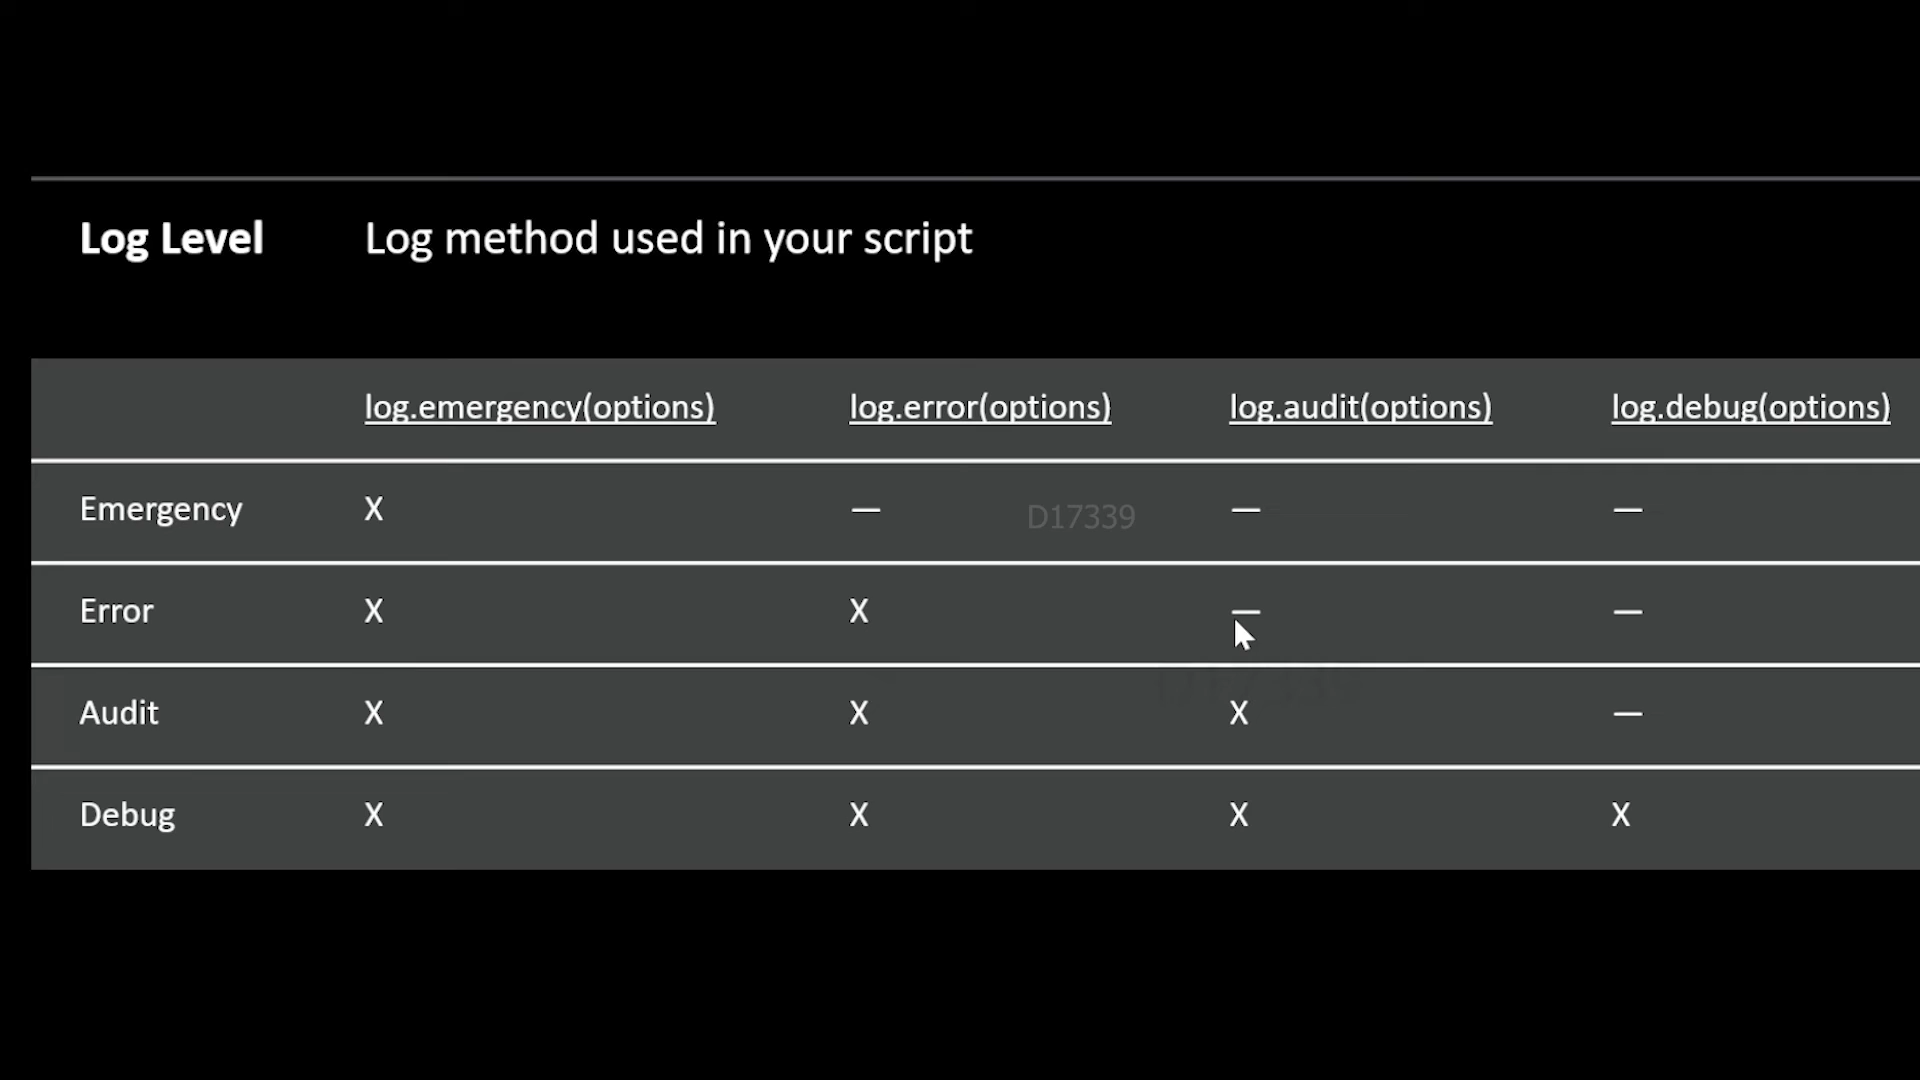 Log Level Log method used in your script
log.emergency(options) log.error(options) log.audit(options) log.debug(options)
Emergency X — — —
D17339
Error X X — —
Audit X X X —
Debug X X X X